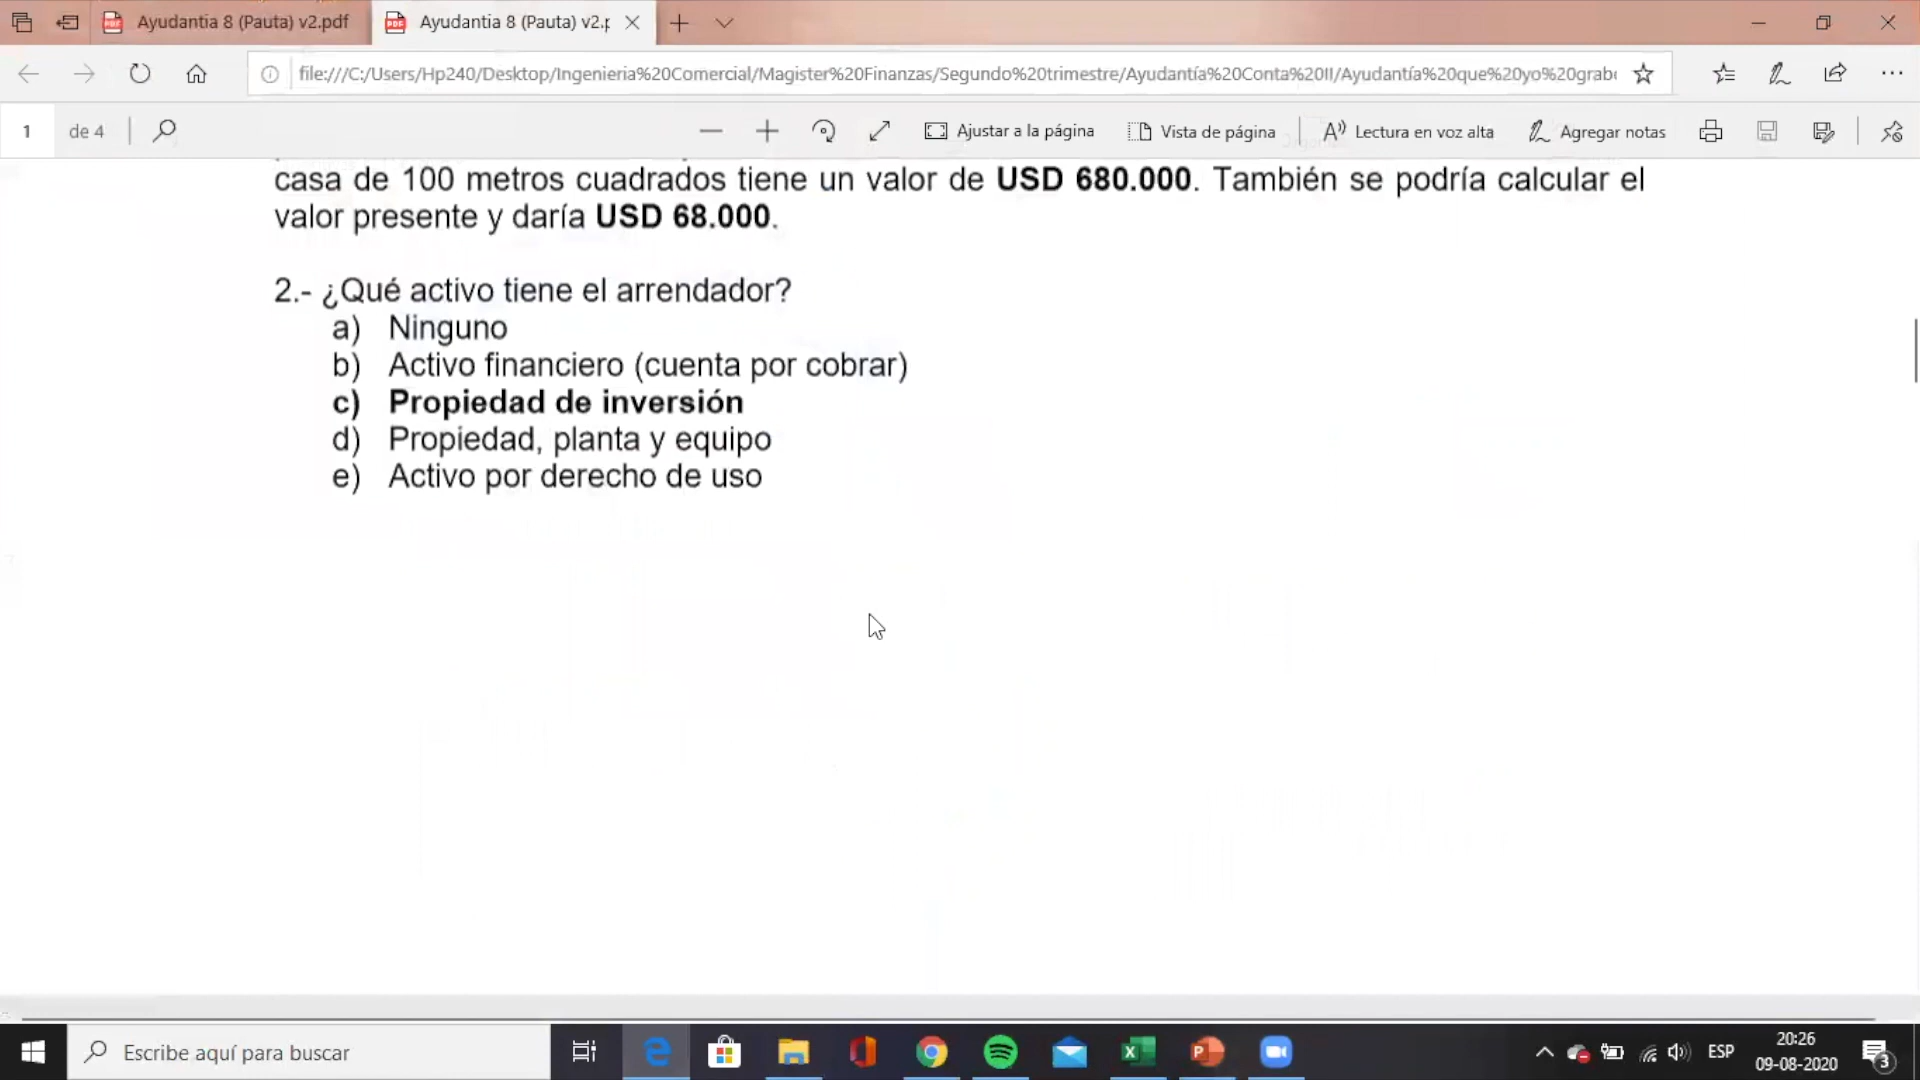 Ayudantia 8 (Pauta) v2.pdf
Ayudantia 8 (Pauta) v2.p
file:///C:/Users/Hp240/Desktop/Ingenieria%20Comercial/Magister%20Finanzas/Segundo%20trimestre/Ayudantía%20Conta%20II/Ayudantía%20que%20yo%20grabe
1 de 4
Ajustar a la página
Vista de página
Lectura en voz alta
Agregar notas
casa de 100 metros cuadrados tiene un valor de USD 680.000. También se podría calcular el
valor presente y daría USD 68.000.
2.- ¿Qué activo tiene el arrendador?
a) Ninguno
b) Activo financiero (cuenta por cobrar)
c) Propiedad de inversión
d) Propiedad, planta y equipo
e) Activo por derecho de uso
Escribe aquí para buscar
ESP
20:26
09-08-2020
3